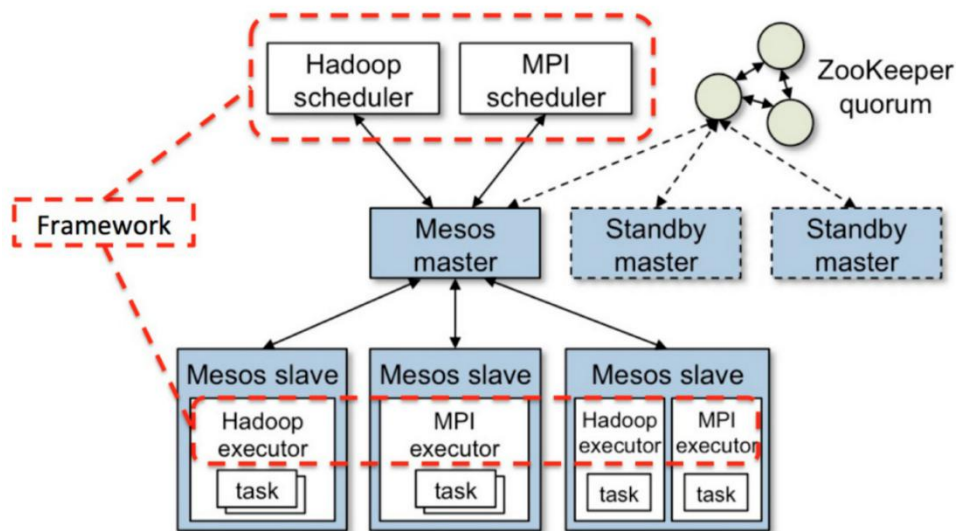 Hadoop
scheduler
MPI
scheduler
ZooKeeper
quorum
Framework
Mesos
master
Standby
master
Standby
master
Mesos slave
Hadoop
executor
task
Mesos slave
MPI
executor
task
Mesos slave
Hadoop
executor
task
MPI
executor
task